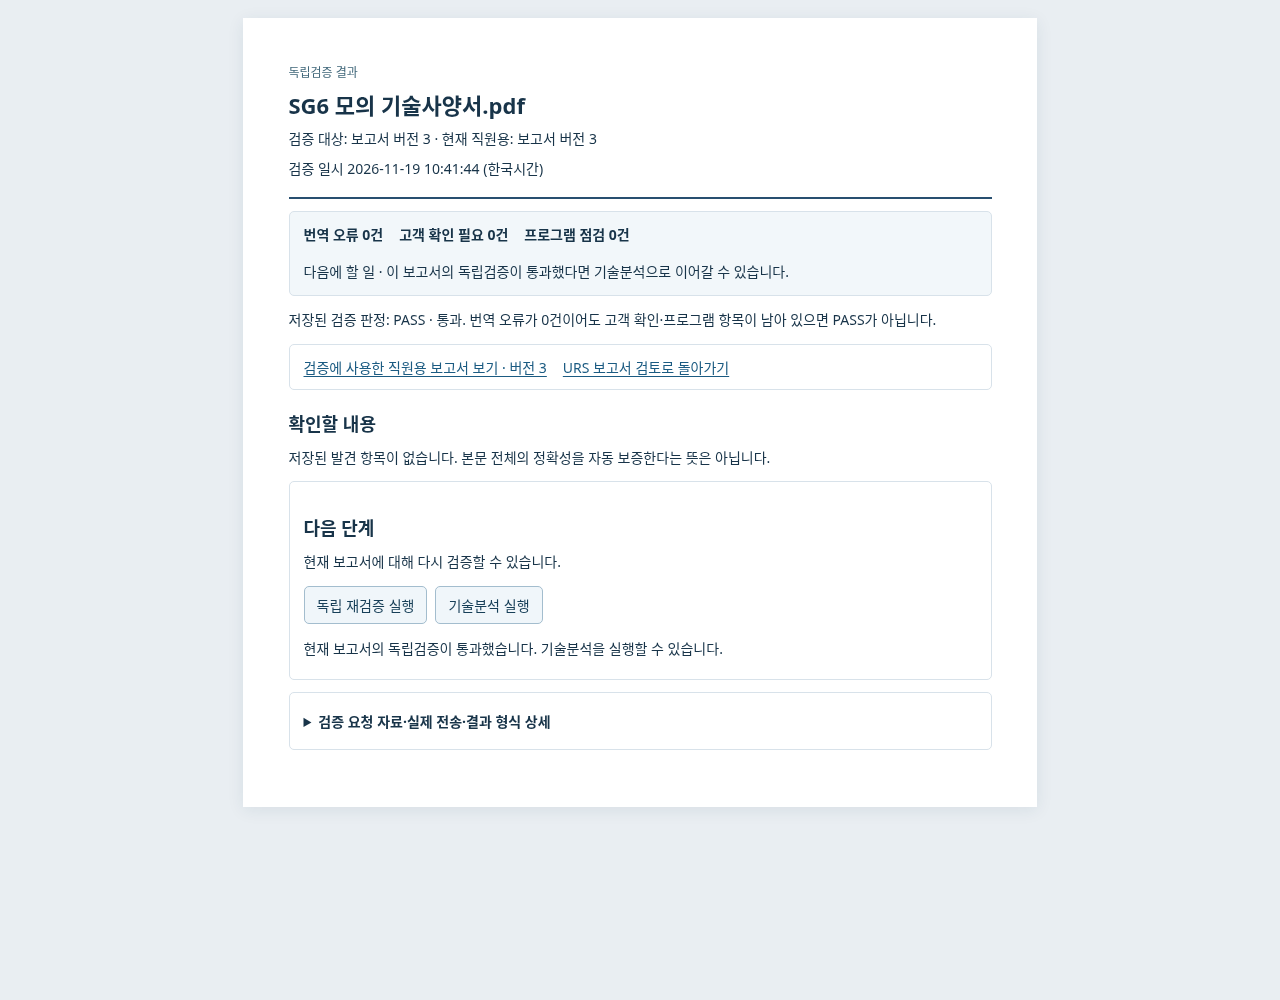 독립검증 결과
SG6 모의 기술사양서.pdf
검증 대상: 보고서 버전 3 · 현재 직원용: 보고서 버전 3
검증 일시 2026-11-19 10:41:44 (한국시간)
번역 오류 0건 고객 확인 필요 0건 프로그램 점검 0건
다음에 할 일 · 이 보고서의 독립검증이 통과했다면 기술분석으로 이어갈 수 있습니다.
저장된 검증 판정: PASS · 통과. 번역 오류가 0건이어도 고객 확인·프로그램 항목이 남아 있으면 PASS가 아닙니다.
검증에 사용한 직원용 보고서 보기 · 버전 3 URS 보고서 검토로 돌아가기
확인할 내용
저장된 발견 항목이 없습니다. 본문 전체의 정확성을 자동 보증한다는 뜻은 아닙니다.
다음 단계
현재 보고서에 대해 다시 검증할 수 있습니다.
독립 재검증 실행 기술분석 실행
현재 보고서의 독립검증이 통과했습니다. 기술분석을 실행할 수 있습니다.
▶ 검증 요청 자료·실제 전송·결과 형식 상세